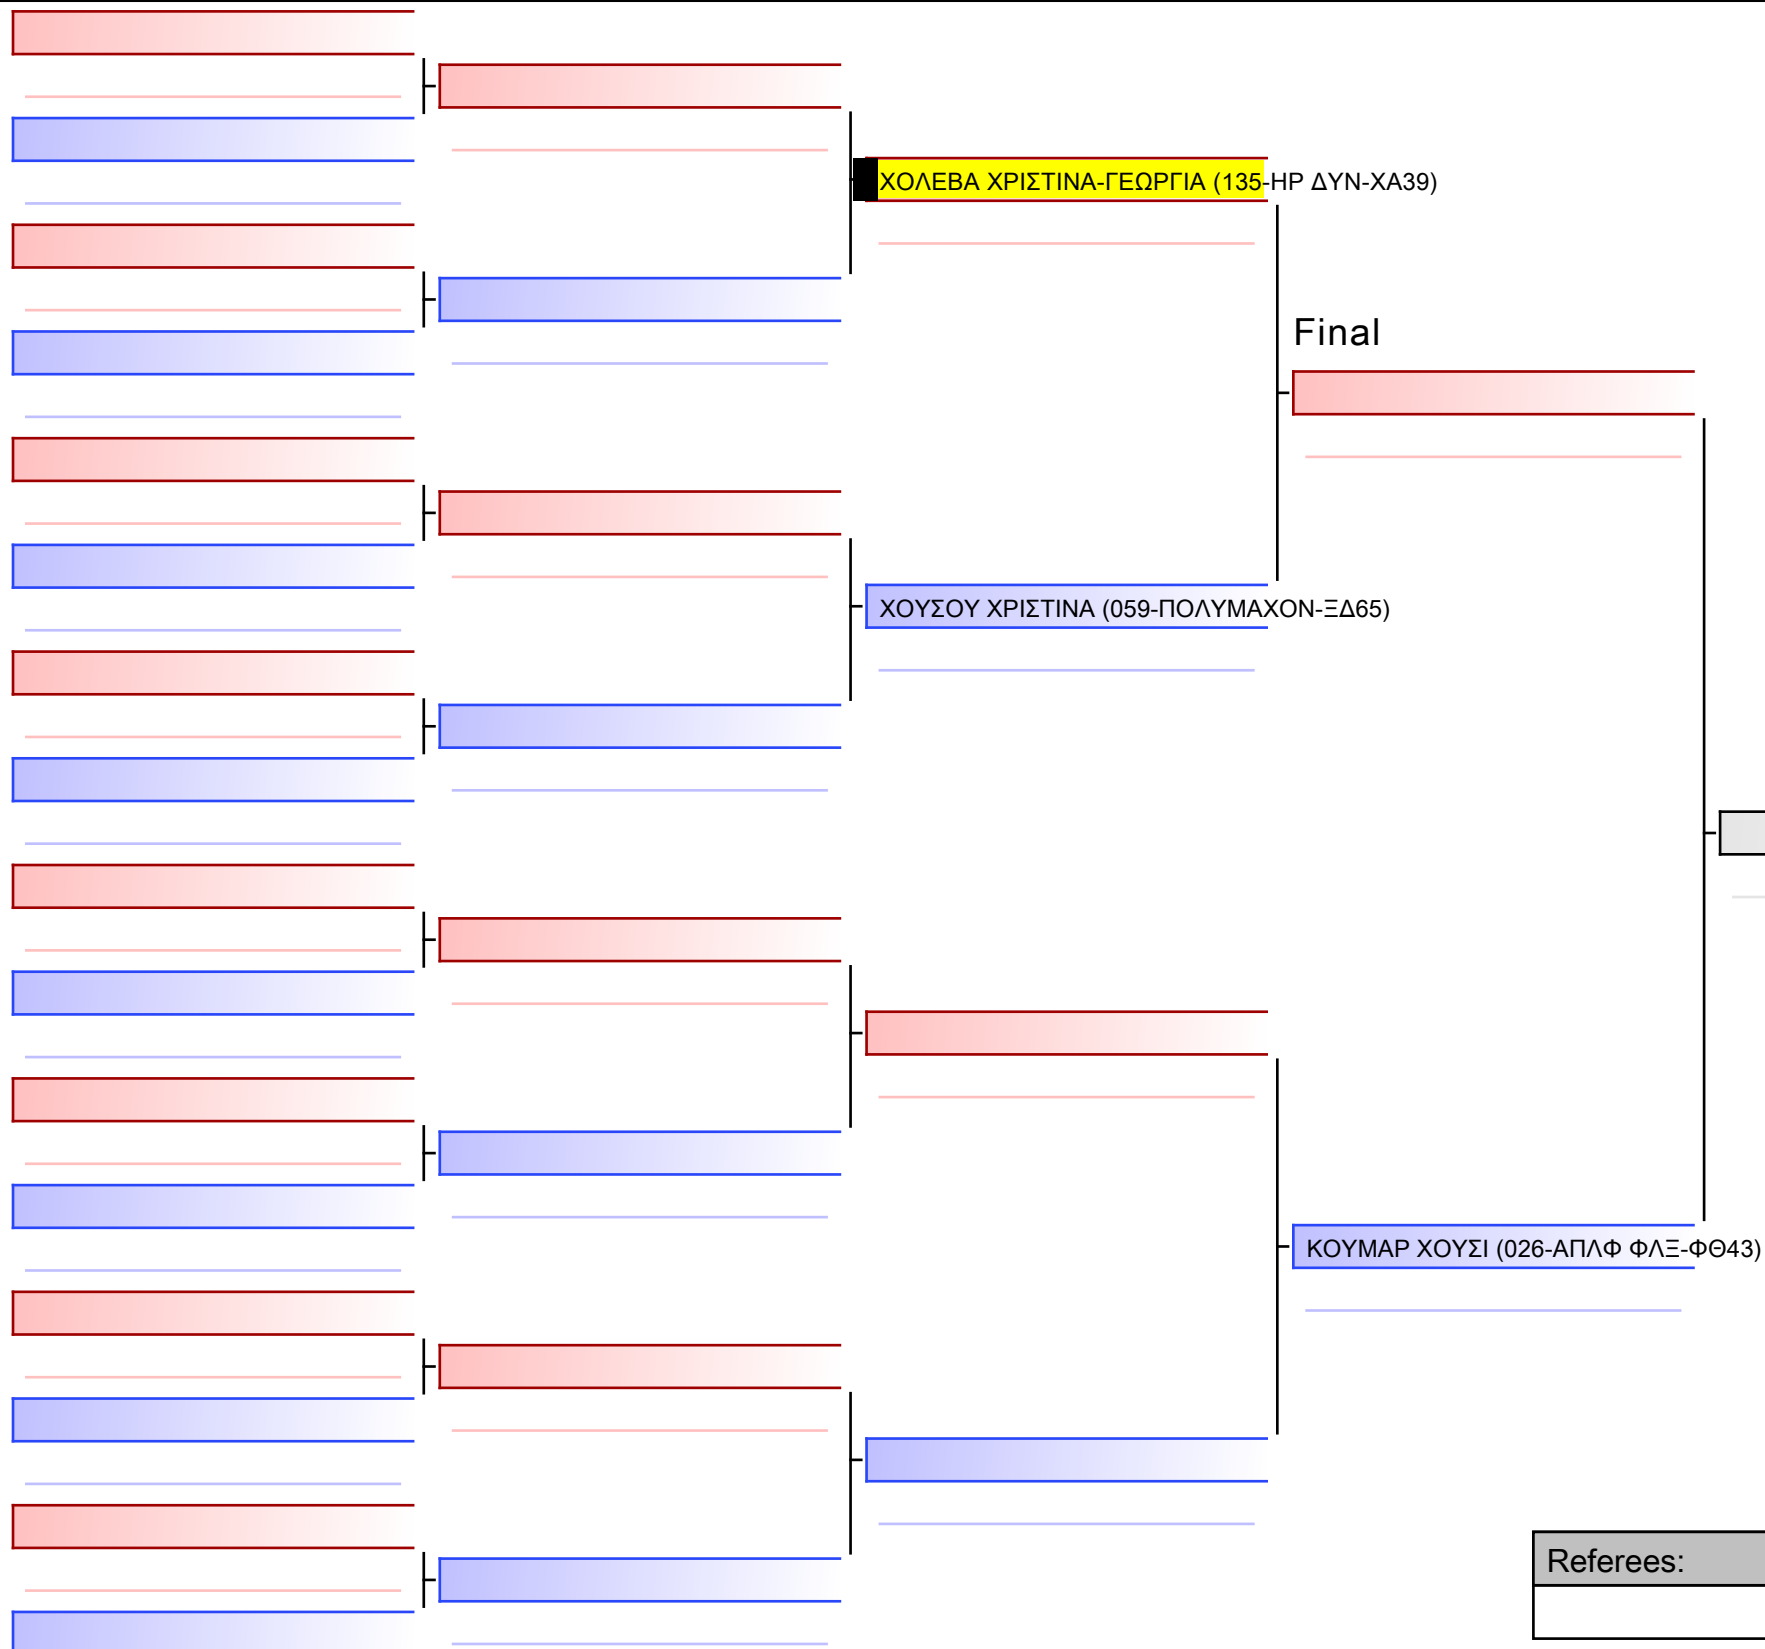 ΧΟΛΕΒΑ ΧΡΙΣΤΙΝΑ-ΓΕΩΡΓΙΑ (135-ΗΡ ΔΥΝ-ΧΑ39)
Final
ΧΟΥΣΟΥ ΧΡΙΣΤΙΝΑ (059-ΠΟΛΥΜΑΧΟΝ-ΞΔ65)
ΚΟΥΜΑΡ ΧΟΥΣΙ (026-ΑΠΛΦ ΦΛΞ-ΦΘ43)
Referees: